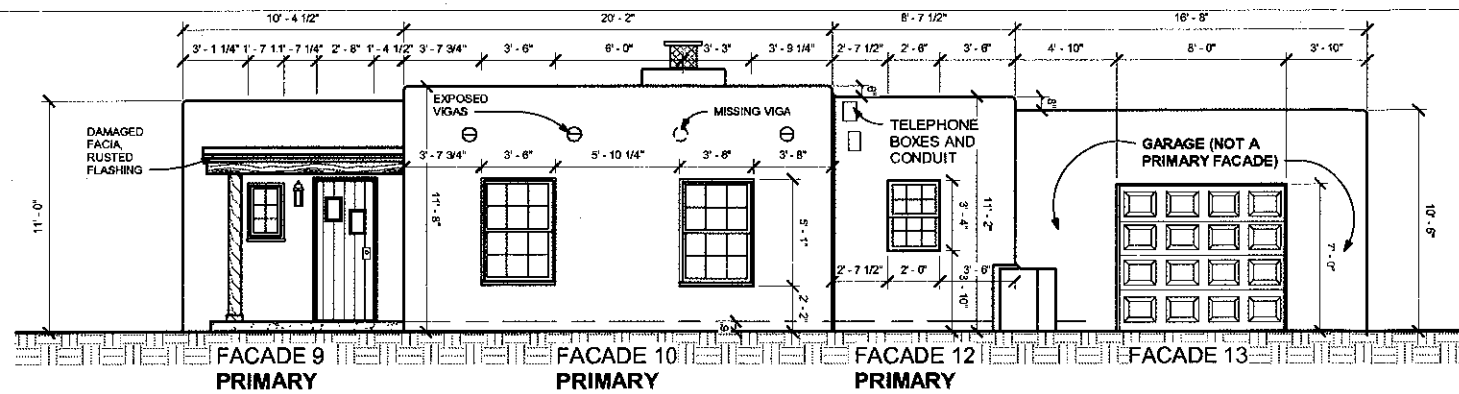 10' - 4 1/2" 20' - 2" 8' - 7 1/2" 16' - 8"
3' - 1 1/4" 1' - 7 1.1' - 7 1/4" 2' - 8" 1' - 4 1/2" 3' - 7 3/4" 3' - 6" 6' - 0" 3' - 3" 3' - 9 1/4" 2' - 7 1/2" 2' - 6" 3' - 6" 4' - 10" 8' - 0" 3' - 10"
DAMAGED
FACIA,
RUSTED
FLASHING
EXPOSED
VIGAS
MISSING VIGA
TELEPHONE
BOXES AND
CONDUIT
GARAGE (NOT A
PRIMARY FACADE)
3' - 7 3/4" 3' - 6" 5' - 10 1/4" 3' - 8" 3' - 8"
11' - 0"
11' - 8"
5' - 1"
2' - 2"
6"
8"
3' - 4"
11' - 2"
2' - 7 1/2" 2' - 0" 3' - 6"
3' - 10"
8"
7' - 0"
10' - 6"
FACADE 9
PRIMARY
FACADE 10
PRIMARY
FACADE 12
PRIMARY
FACADE 13